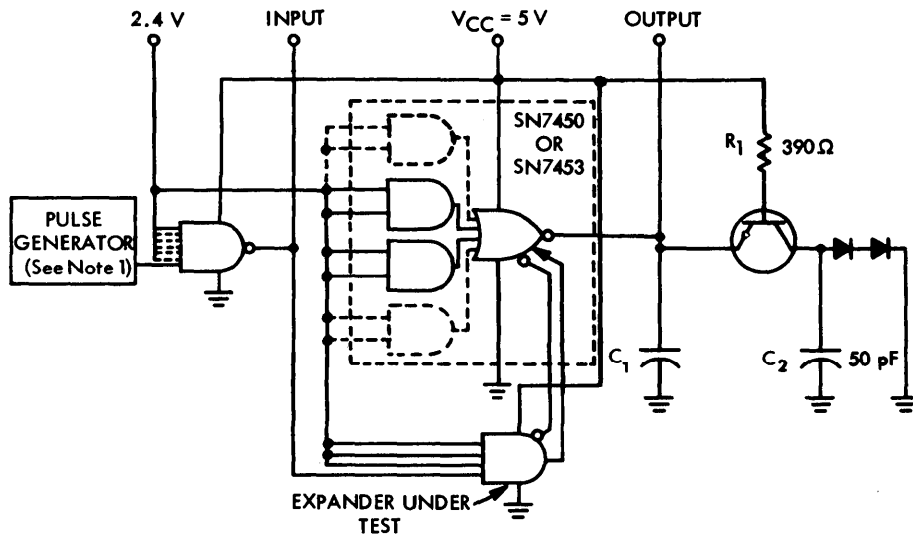 2.4 V
INPUT
VCC = 5 V
OUTPUT
SN7450
OR
SN7453
R1
390Ω
PULSE
GENERATOR
(See Note 1)
C1
C2
50 pF
EXPANDER UNDER
TEST